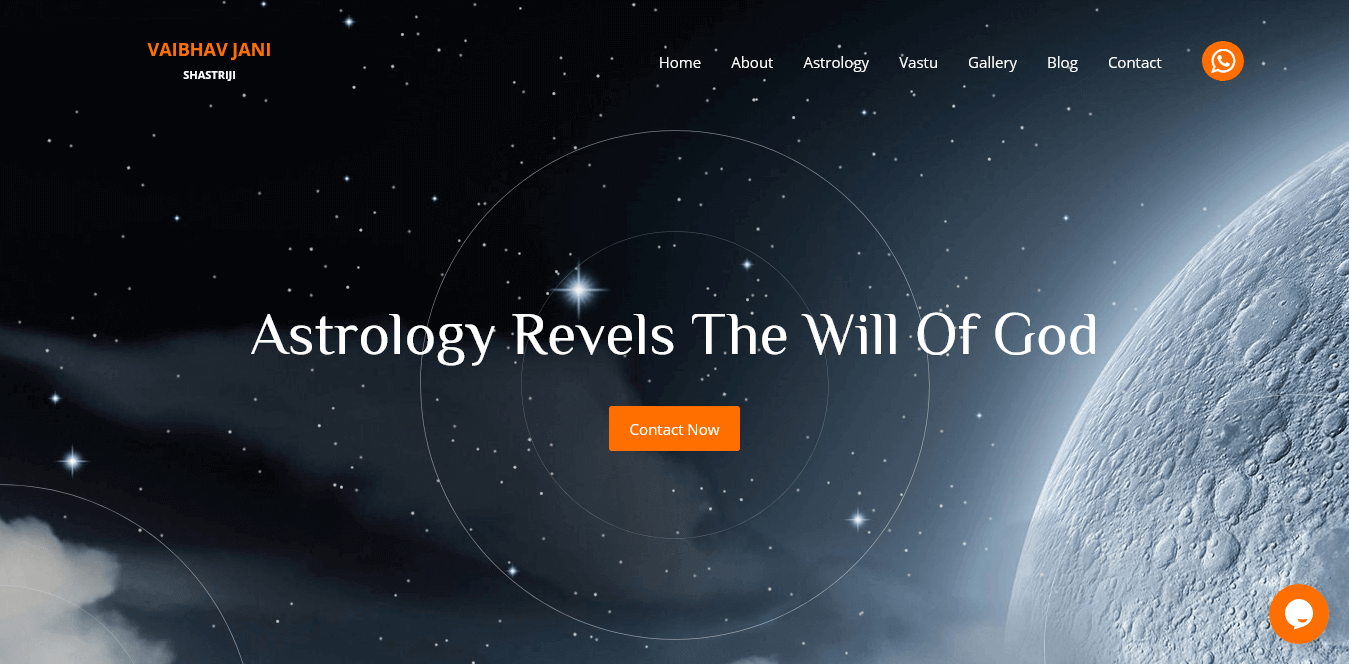 VAIBHAV JANI
SHASTRIJI
Home About Astrology Vastu Gallery Blog Contact
Astrology Revels The Will Of God
Contact Now